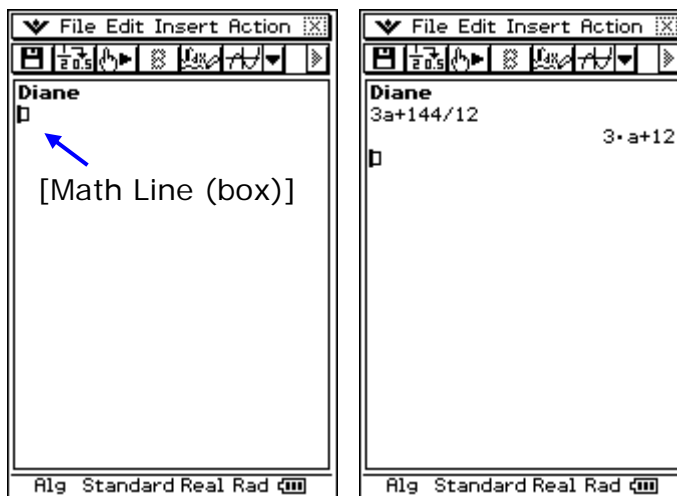 File Edit Insert Action
Diane
[Math Line (box)]
Alg Standard Real Rad
File Edit Insert Action
Diane
3a+144/12
3·a+12
Alg Standard Real Rad